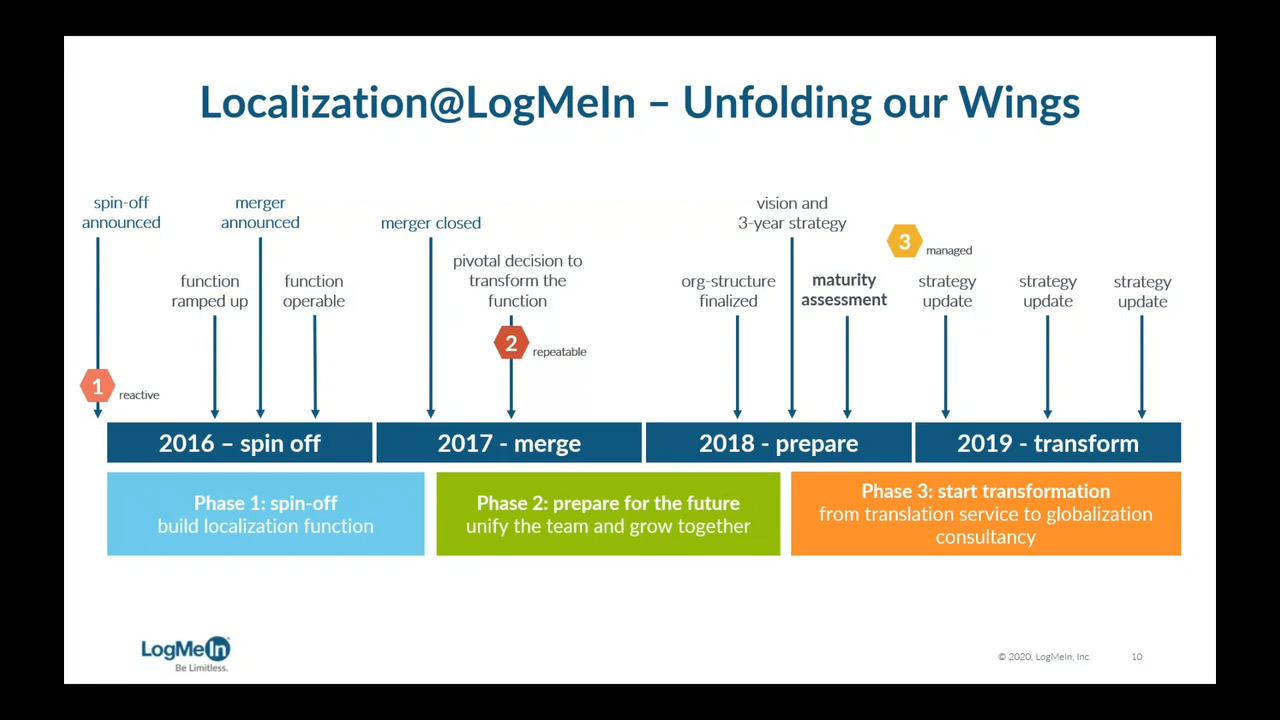 Localization@LogMeIn – Unfolding our Wings
spin-off
announced
merger
announced
merger closed
vision and
3-year strategy
3
managed
function
ramped up
function
operable
pivotal decision to
transform the
function
org-structure
finalized
maturity
assessment
strategy
update
strategy
update
strategy
update
2
repeatable
1
reactive
2016 – spin off
2017 - merge
2018 - prepare
2019 - transform
Phase 1: spin-off
build localization function
Phase 2: prepare for the future
unify the team and grow together
Phase 3: start transformation
from translation service to globalization
consultancy
LogMeIn
Be Limitless.
© 2020, LogMeIn, Inc.
10